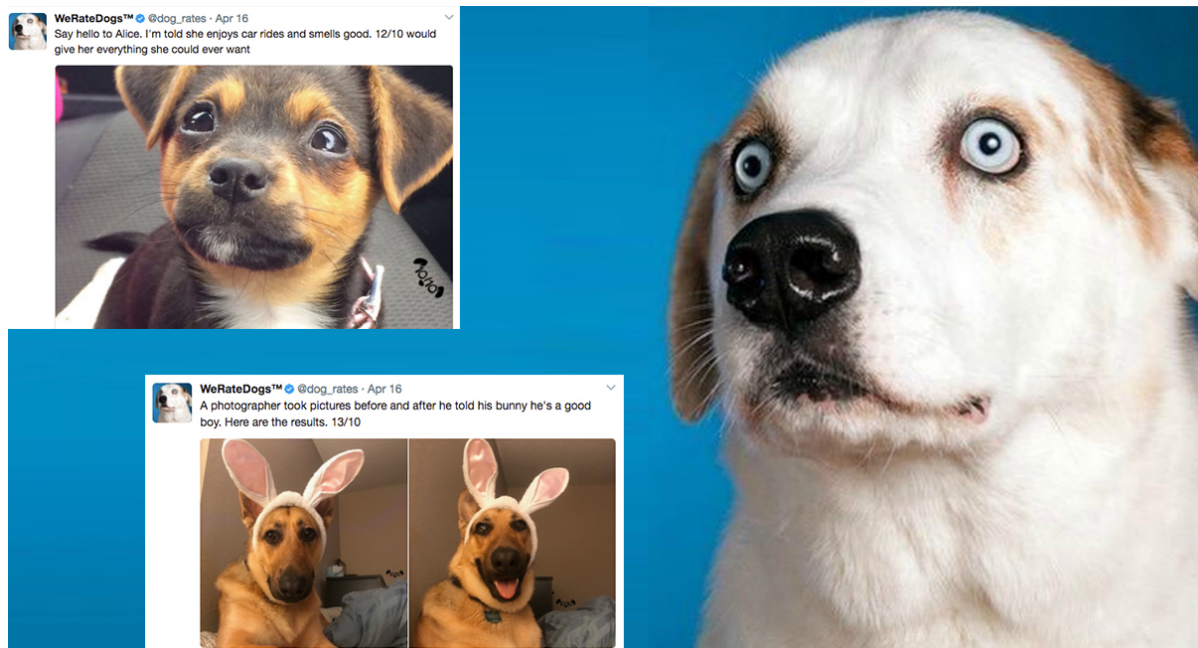 WeRateDogs™ @dog_rates · Apr 16
Say hello to Alice. I'm told she enjoys car rides and smells good. 12/10 would
give her everything she could ever want
10/10
WeRateDogs™ @dog_rates · Apr 16
A photographer took pictures before and after he told his bunny he's a good
boy. Here are the results. 13/10